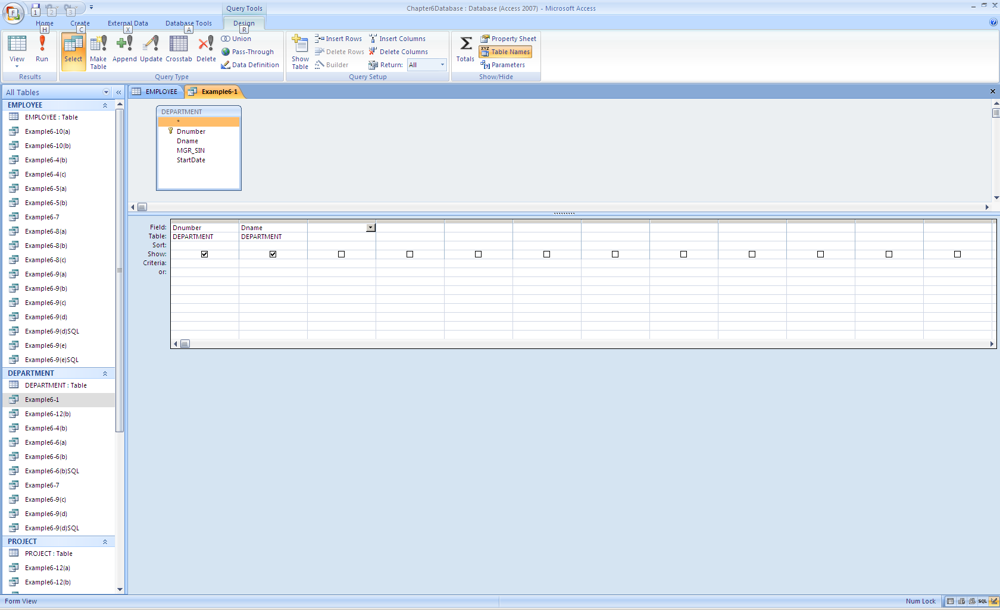 Query Tools
Chapter6Database : Database (Access 2007) - Microsoft Access
F
1
2
3
Home
Create
External Data
Database Tools
Design
H
C
X
A
R
View
Run
Results
Select
Make Table
Append
Update
Crosstab
Delete
Union
Pass-Through
Data Definition
Query Type
Show Table
Insert Rows
Delete Rows
Builder
Insert Columns
Delete Columns
Return: All
Query Setup
Totals
Property Sheet
XYZ Table Names
Parameters
Show/Hide
All Tables
EMPLOYEE
EMPLOYEE : Table
Example6-10(a)
Example6-10(b)
Example6-4(b)
Example6-4(c)
Example6-5(a)
Example6-5(b)
Example6-7
Example6-8(a)
Example6-8(b)
Example6-8(c)
Example6-9(a)
Example6-9(b)
Example6-9(c)
Example6-9(d)
Example6-9(d)SQL
Example6-9(e)
Example6-9(e)SQL
DEPARTMENT
DEPARTMENT : Table
Example6-1
Example6-12(b)
Example6-4(b)
Example6-6(a)
Example6-6(b)
Example6-6(b)SQL
Example6-7
Example6-9(c)
Example6-9(d)
Example6-9(d)SQL
PROJECT
PROJECT : Table
Example6-12(a)
Example6-12(b)
EMPLOYEE
Example6-1
DEPARTMENT
*
Dnumber
Dname
MGR_SIN
StartDate
Field: Dnumber Dname
Table: DEPARTMENT DEPARTMENT
Sort:
Show:
Criteria:
or:
Form View
Num Lock
SQL